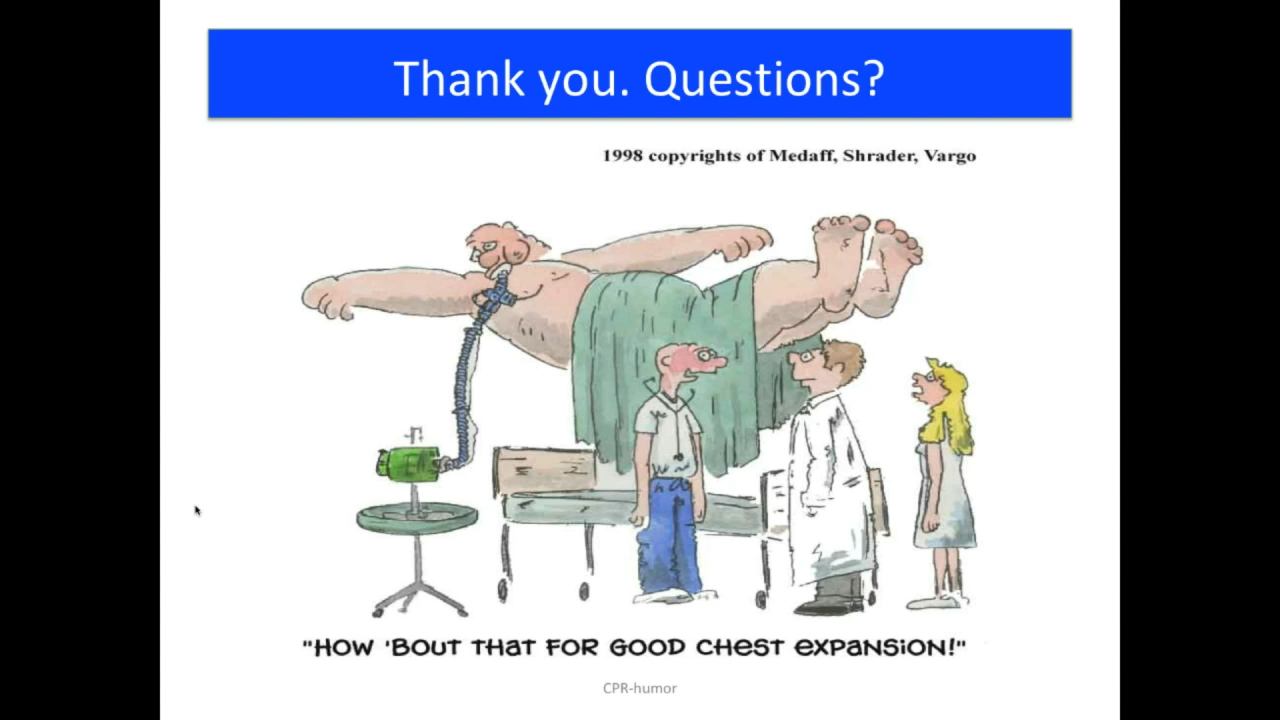 Thank you. Questions?
1998 copyrights of Medaff, Shrader, Vargo
"HOW 'BOUT THAT FOR GOOD CHEST EXPANSION!"
CPR-humor